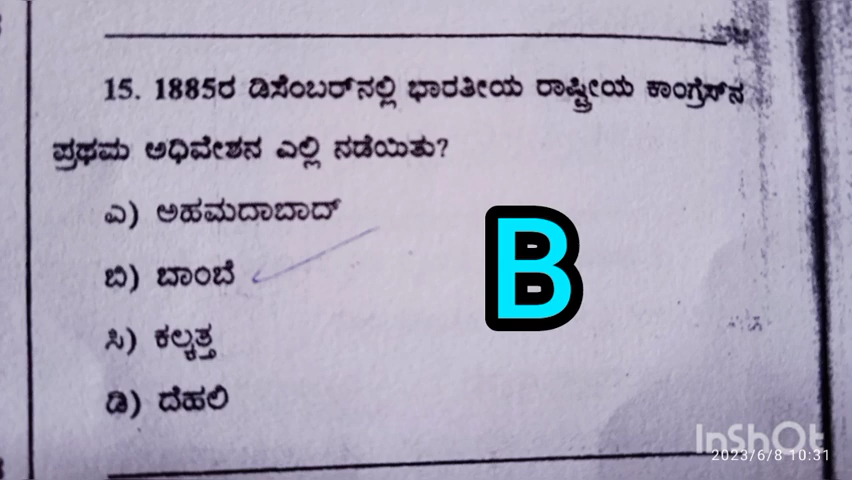 15. 1885ರ ಡಿಸೆಂಬರ್‌ನಲ್ಲಿ ಭಾರತೀಯ ರಾಷ್ಟ್ರೀಯ ಕಾಂಗ್ರೆಸ್‌ನ
ಪ್ರಥಮ ಅಧಿವೇಶನ ಎಲ್ಲಿ ನಡೆಯಿತು?
ಎ) ಅಹಮದಾಬಾದ್
ಬಿ) ಬಾಂಬೆ
B
ಸಿ) ಕಲ್ಕತ್ತ
ಡಿ) ದೆಹಲಿ
InShOt
2023/6/8 10:31